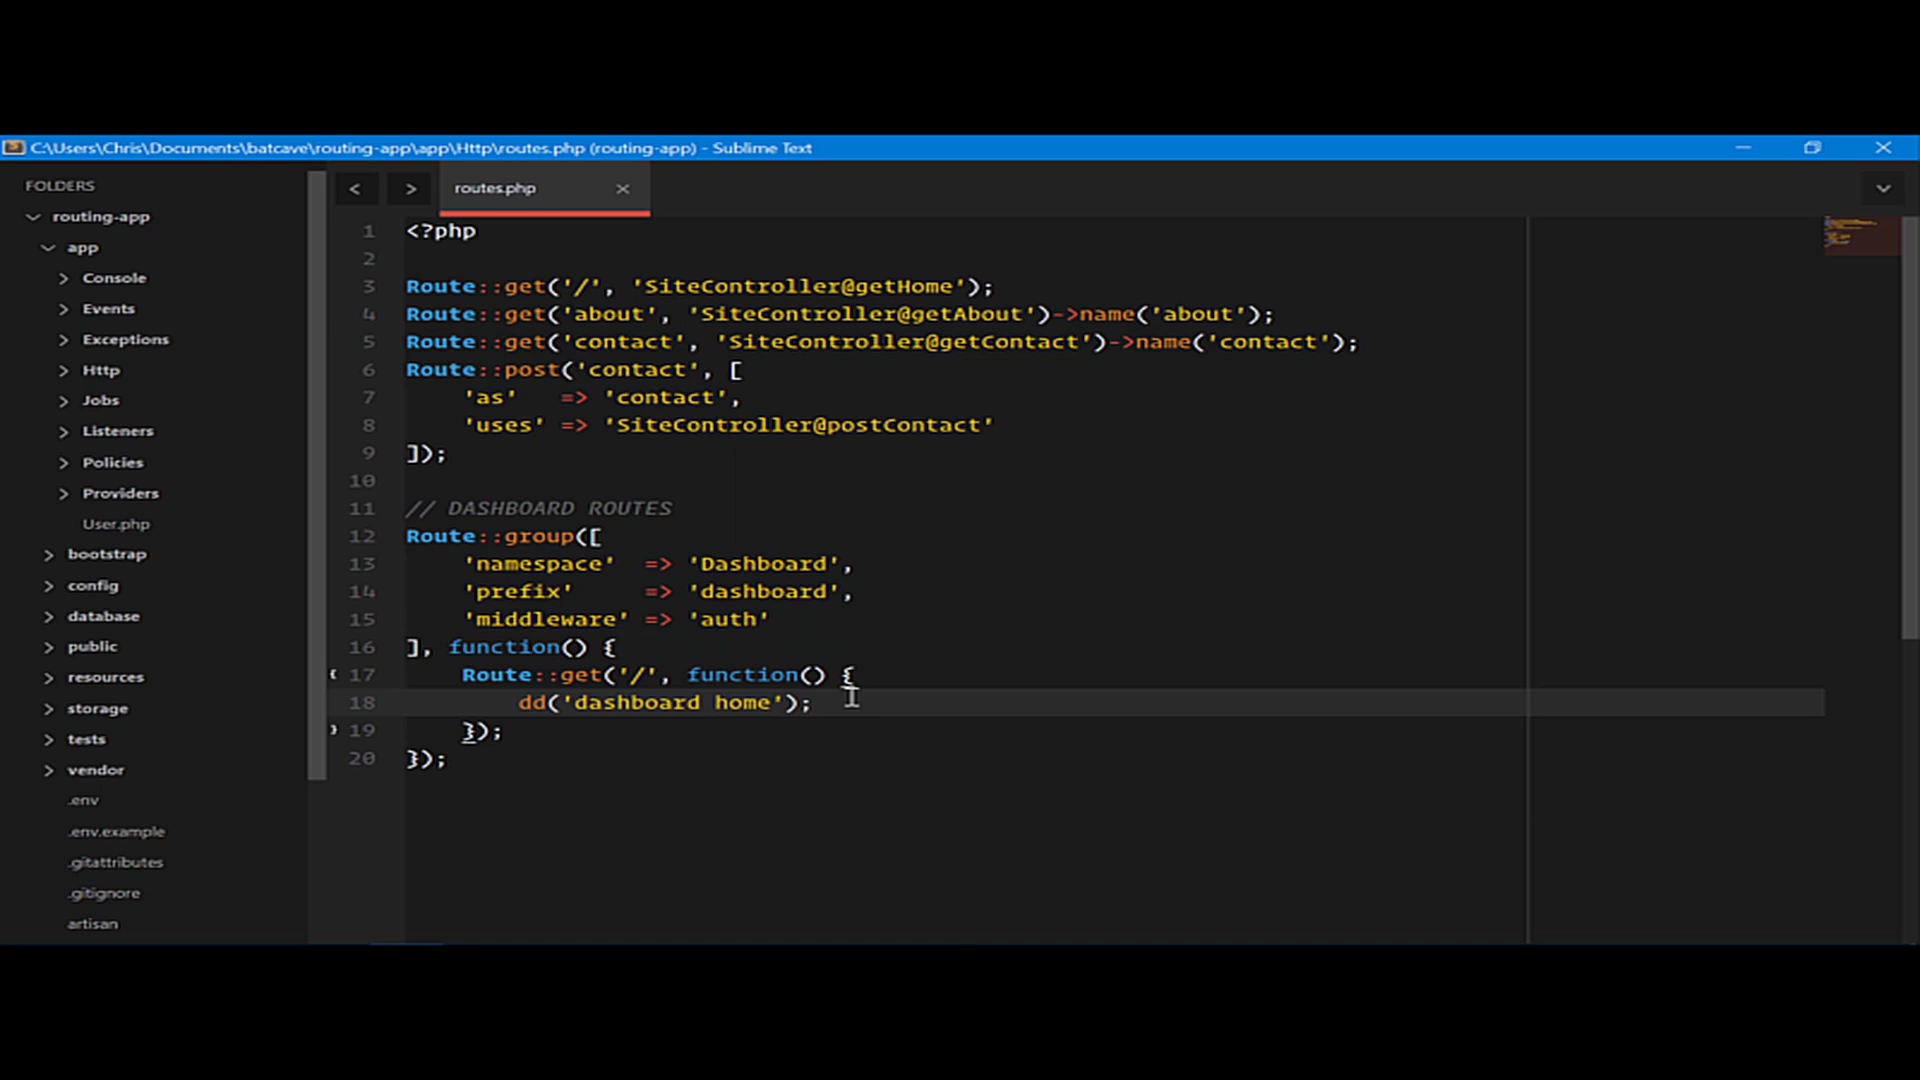 C:\Users\Chris\Documents\batcave\routing-app\app\Http\routes.php (routing-app) - Sublime Text
FOLDERS
routing-app
app
Console
Events
Exceptions
Http
Jobs
Listeners
Policies
Providers
User.php
bootstrap
config
database
public
resources
storage
tests
vendor
.env
.env.example
.gitattributes
.gitignore
artisan
routes.php
1 <?php
2
3 Route::get('/', 'SiteController@getHome');
4 Route::get('about', 'SiteController@getAbout')->name('about');
5 Route::get('contact', 'SiteController@getContact')->name('contact');
6 Route::post('contact', [
7     'as'   => 'contact',
8     'uses' => 'SiteController@postContact'
9 ]);
10
11 // DASHBOARD ROUTES
12 Route::group([
13     'namespace'  => 'Dashboard',
14     'prefix'     => 'dashboard',
15     'middleware' => 'auth'
16 ], function() {
17     Route::get('/', function() {
18         dd('dashboard home');
19     });
20 });